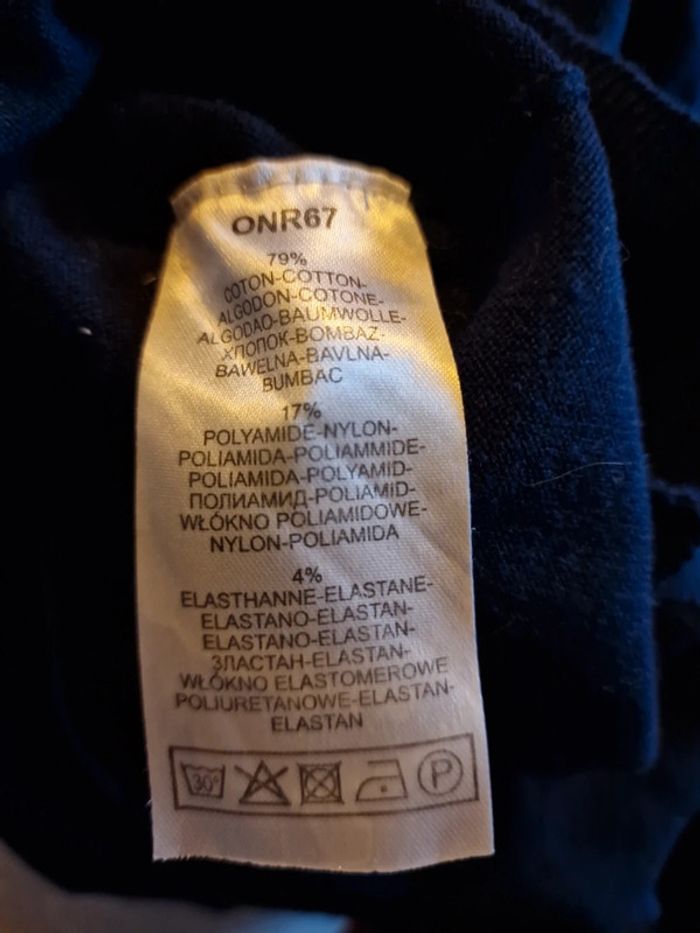 ONR67
79%
COTON-COTTON-
ALGODON-COTONE-
ALGODAO-BAUMWOLLE-
ХЛОПОК-BOMBAZ-
BAWELNA-BAVLNA-
BUMBAC
17%
POLYAMIDE-NYLON-
POLIAMIDA-POLIAMMIDE-
POLIAMIDA-POLYAMID-
ПОЛИАМИД-POLIAMID-
WŁÓKNO POLIAMIDOWE-
NYLON-POLIAMIDA
4%
ELASTHANNE-ELASTANE-
ELASTANO-ELASTAN-
ELASTANO-ELASTAN-
ЗЛАСТАН-ELASTAN-
WŁÓKNO ELASTOMEROWE
POLIURETANOWE-ELASTAN-
ELASTAN
30° P